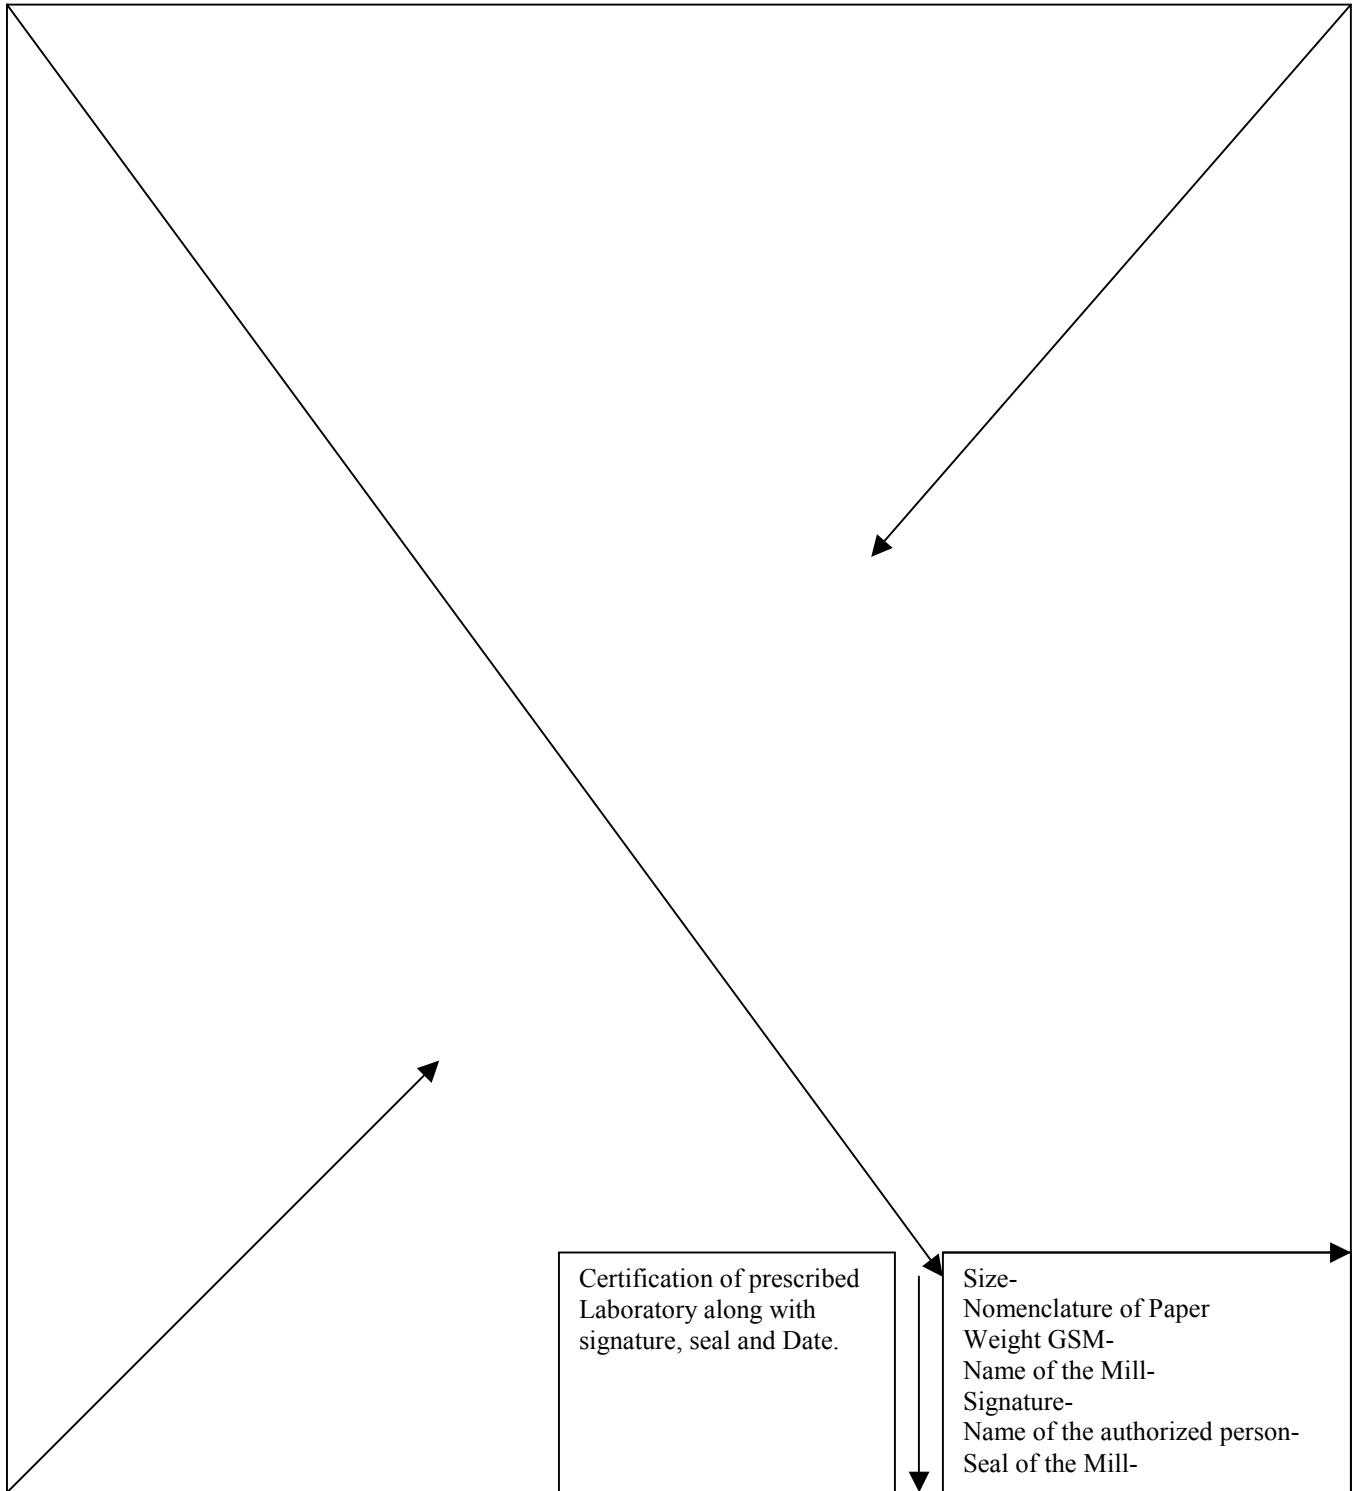 Certification of prescribed
Laboratory along with
signature, seal and Date.
Size-
Nomenclature of Paper
Weight GSM-
Name of the Mill-
Signature-
Name of the authorized person-
Seal of the Mill-